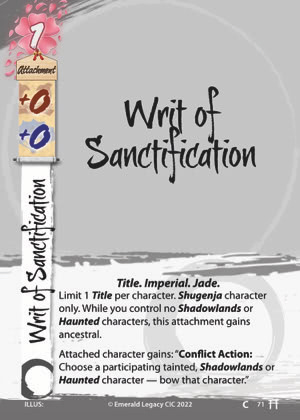 1
Attachment
+0
+0
Writ of
Sanctification
Writ of Sanctification
Title. Imperial. Jade.
Limit 1 Title per character. Shugenja character
only. While you control no Shadowlands or
Haunted characters, this attachment gains
ancestral.
Attached character gains: “Conflict Action:
Choose a participating tainted, Shadowlands or
Haunted character — bow that character.”
ILLUS:
© Emerald Legacy CIC 2022
C 71